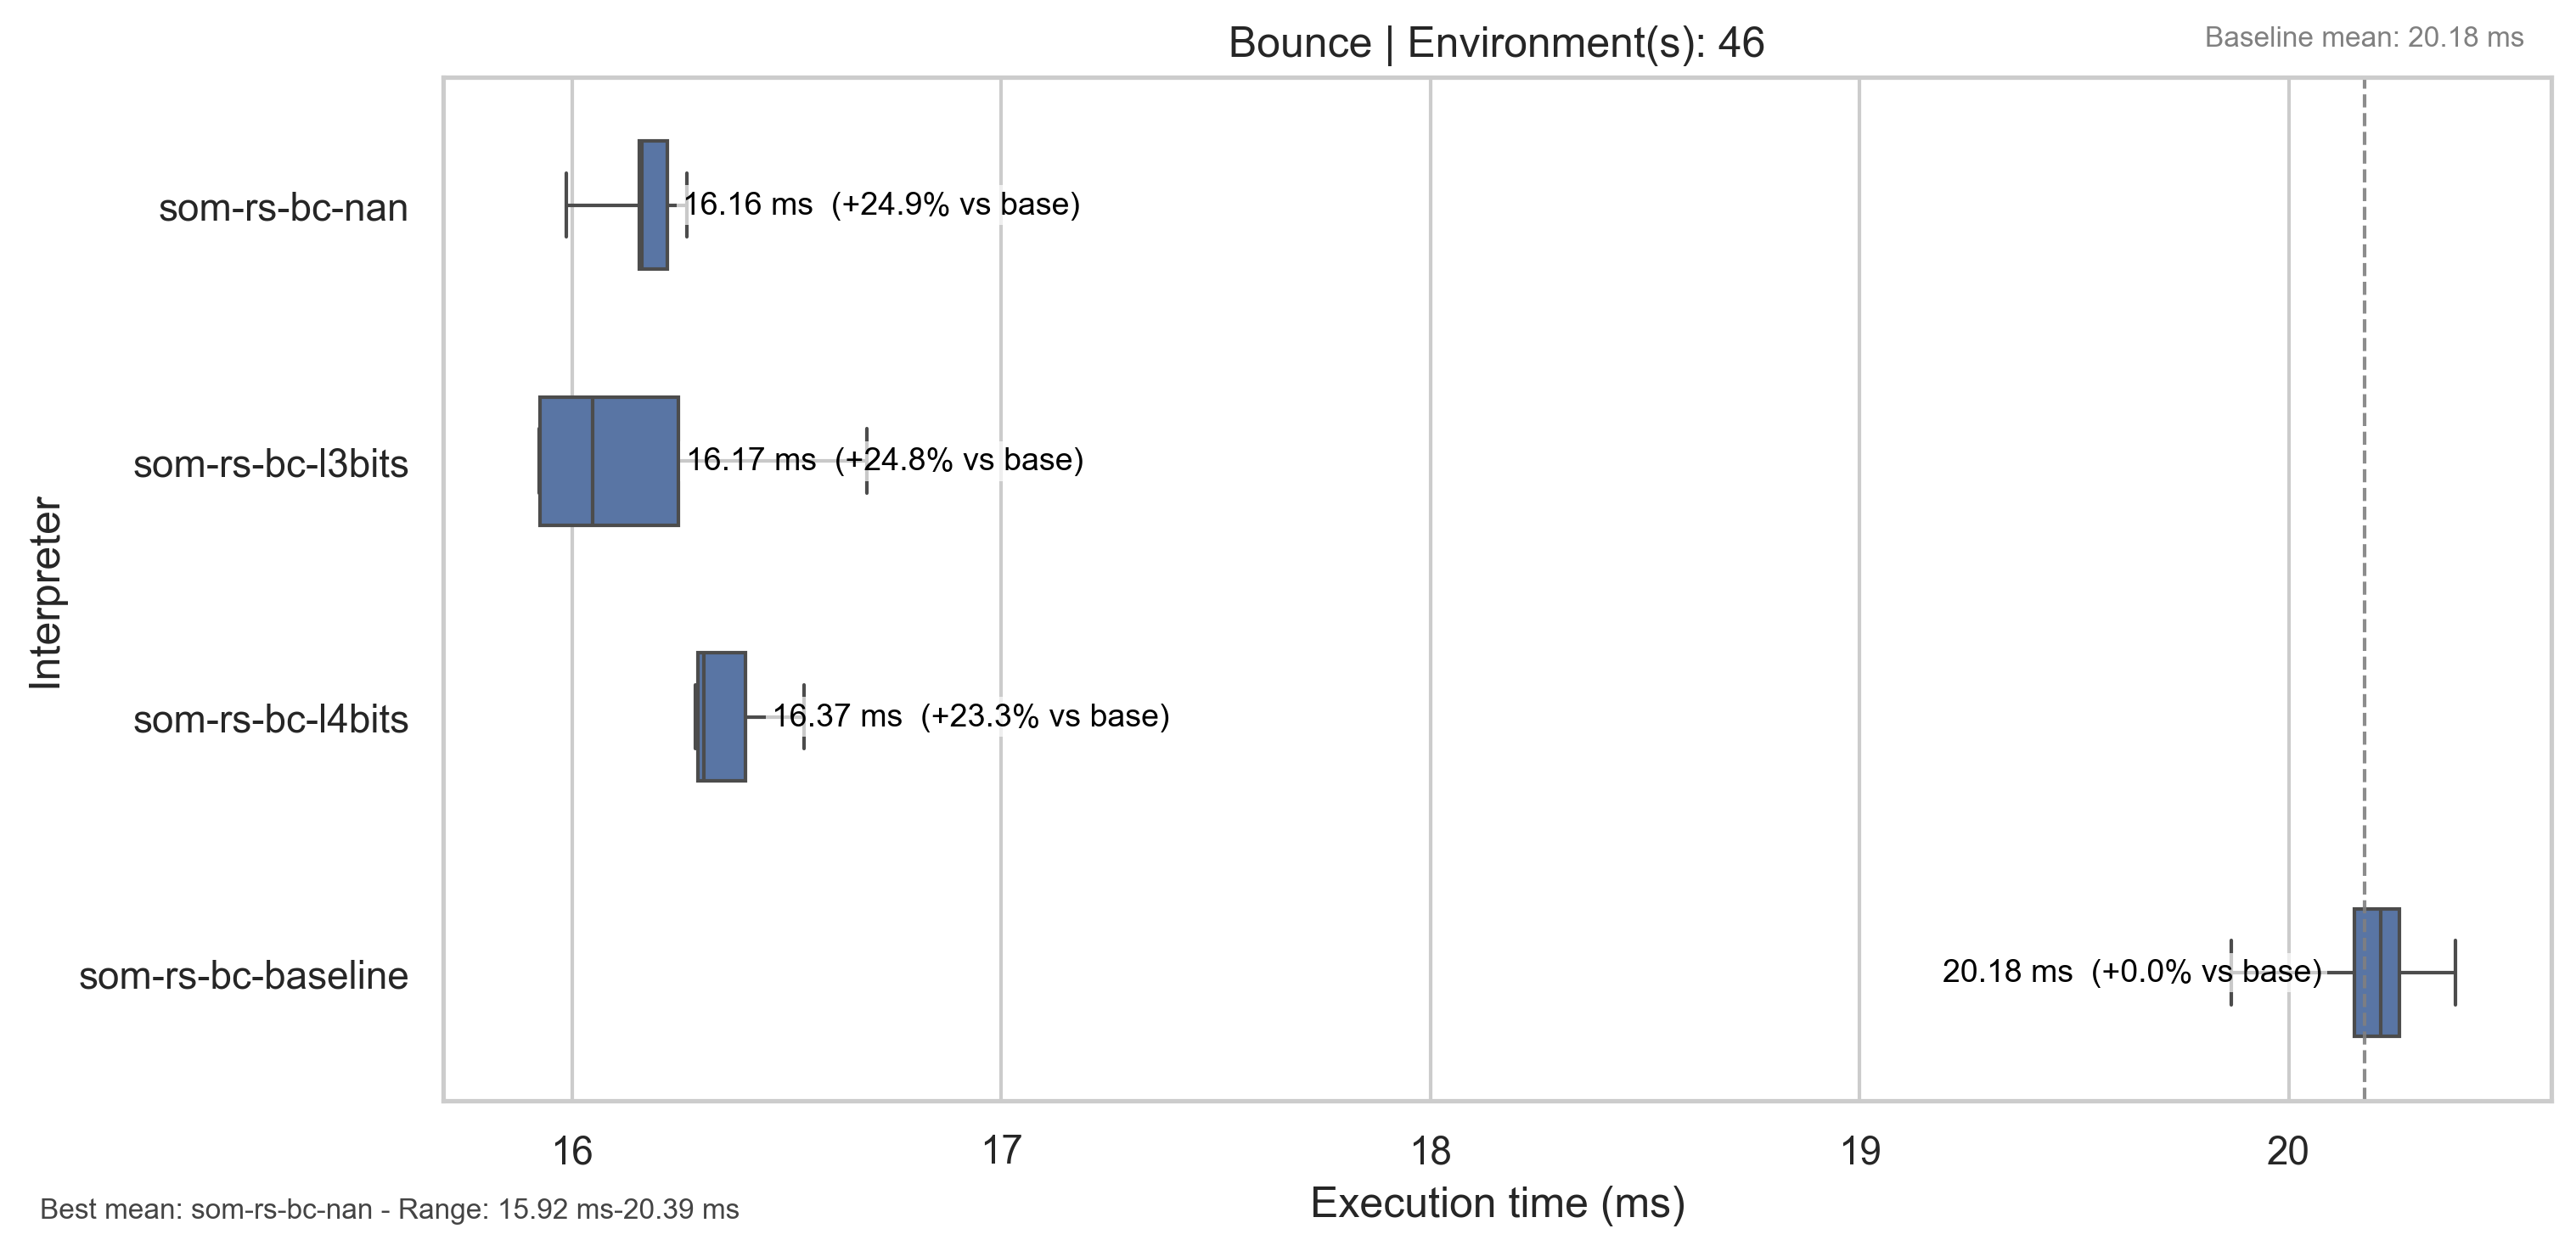 Bounce | Environment(s): 46
Baseline mean: 20.18 ms
Interpreter
som-rs-bc-nan
16.16 ms (+24.9% vs base)
som-rs-bc-l3bits
16.17 ms (+24.8% vs base)
som-rs-bc-l4bits
16.37 ms (+23.3% vs base)
som-rs-bc-baseline
20.18 ms (+0.0% vs base)
16 17 18 19 20
Execution time (ms)
Best mean: som-rs-bc-nan - Range: 15.92 ms-20.39 ms